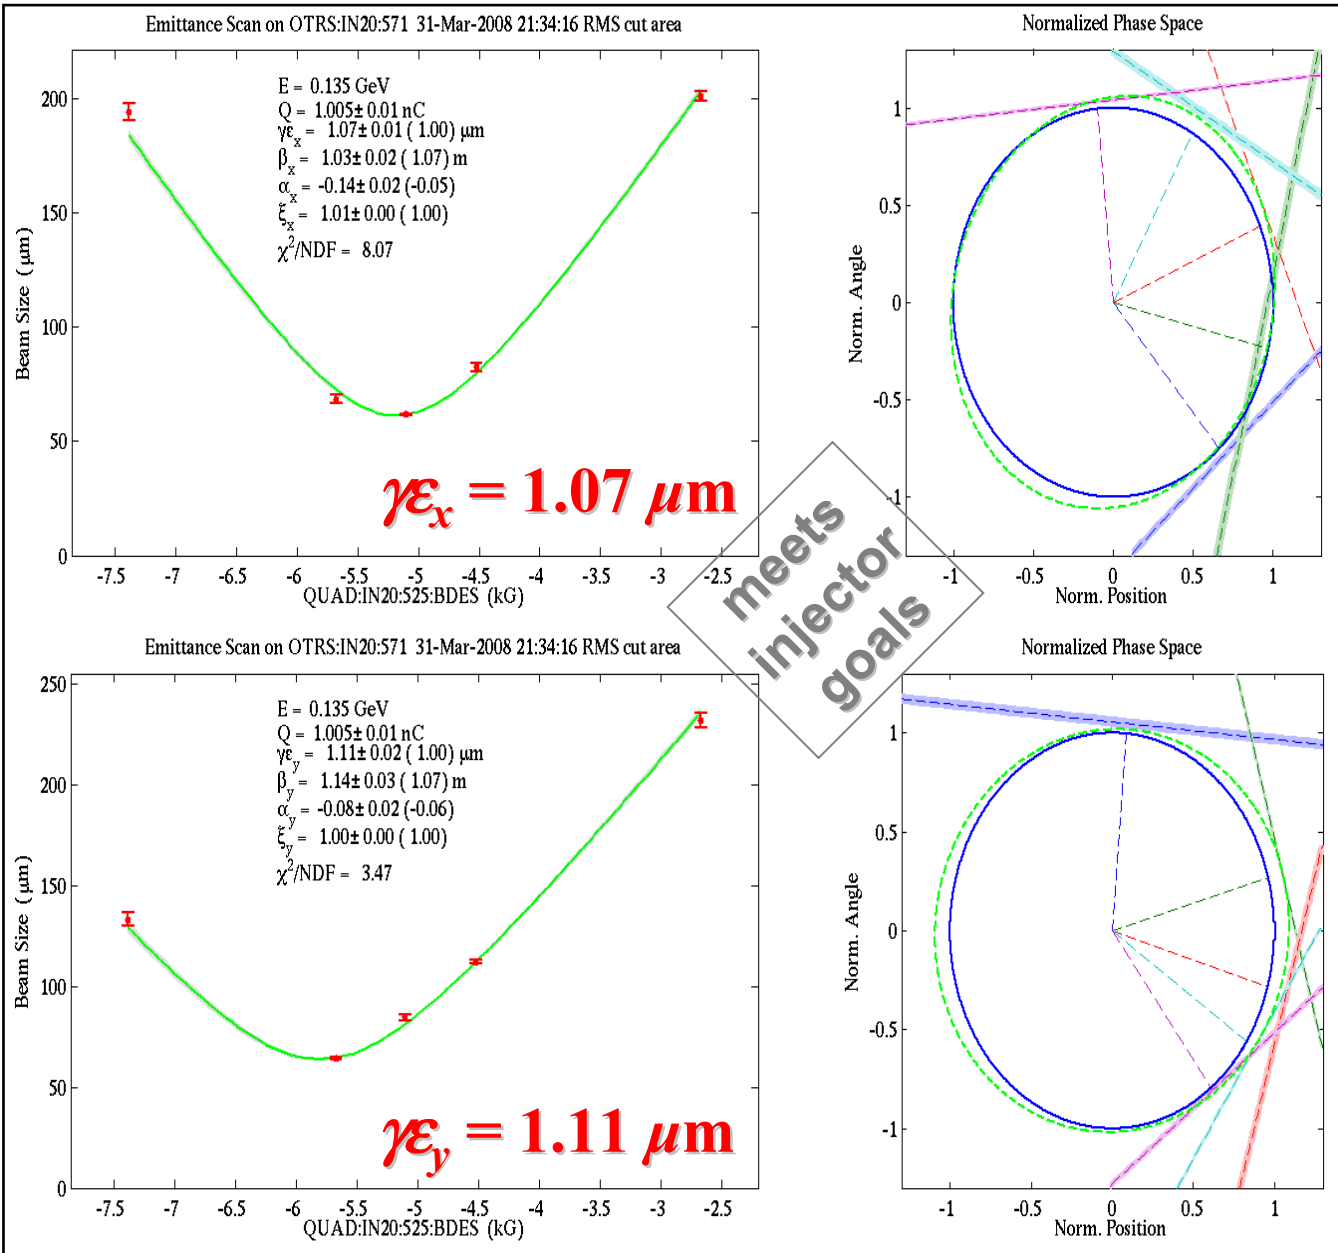 Emittance Scan on OTRS:IN20:571 31-Mar-2008 21:34:16 RMS cut area
E = 0.135 GeV
Q = 1.005± 0.01 nC
γε_x = 1.07± 0.01 ( 1.00) μm
β_x = 1.03± 0.02 ( 1.07) m
α_x = -0.14± 0.02 (-0.05)
ξ_x = 1.01± 0.00 ( 1.00)
χ²/NDF = 8.07
γε_x = 1.07 μm
Beam Size (μm)
200
150
100
50
0
-7.5 -7 -6.5 -6 -5.5 -5 -4.5 -4 -3.5 -3 -2.5
QUAD:IN20:525:BDES (kG)
Normalized Phase Space
Norm. Angle
1
0.5
0
-0.5
-1
-1 -0.5 0 0.5 1
Norm. Position
meets
injector
goals
Emittance Scan on OTRS:IN20:571 31-Mar-2008 21:34:16 RMS cut area
E = 0.135 GeV
Q = 1.005± 0.01 nC
γε_y = 1.11± 0.02 ( 1.00) μm
β_y = 1.14± 0.03 ( 1.07) m
α_y = -0.08± 0.02 (-0.06)
ξ_y = 1.00± 0.00 ( 1.00)
χ²/NDF = 3.47
γε_y = 1.11 μm
Beam Size (μm)
250
200
150
100
50
0
-7.5 -7 -6.5 -6 -5.5 -5 -4.5 -4 -3.5 -3 -2.5
QUAD:IN20:525:BDES (kG)
Normalized Phase Space
Norm. Angle
1
0.5
0
-0.5
-1
-1 -0.5 0 0.5 1
Norm. Position